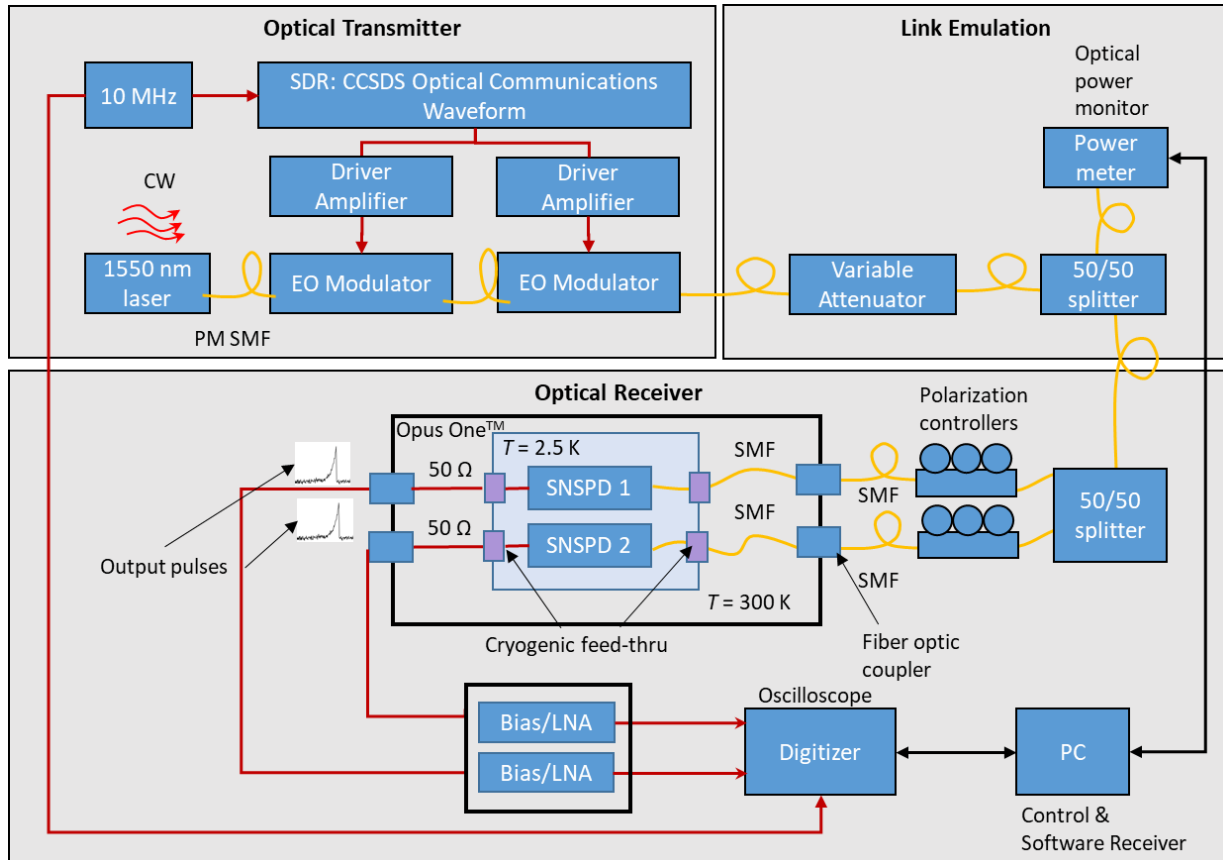 Optical Transmitter
10 MHz
SDR: CCSDS Optical Communications
Waveform
Driver
Amplifier
Driver
Amplifier
CW
1550 nm
laser
EO Modulator
EO Modulator
PM SMF
Link Emulation
Optical
power
monitor
Power
meter
Variable
Attenuator
50/50
splitter
Optical Receiver
Opus One™
T = 2.5 K
50 Ω
SNSPD 1
SMF
SMF
Polarization
controllers
50 Ω
SNSPD 2
SMF
SMF
50/50
splitter
Output pulses
T = 300 K
Cryogenic feed-thru
Fiber optic
coupler
Bias/LNA
Bias/LNA
Oscilloscope
Digitizer
PC
Control &
Software Receiver